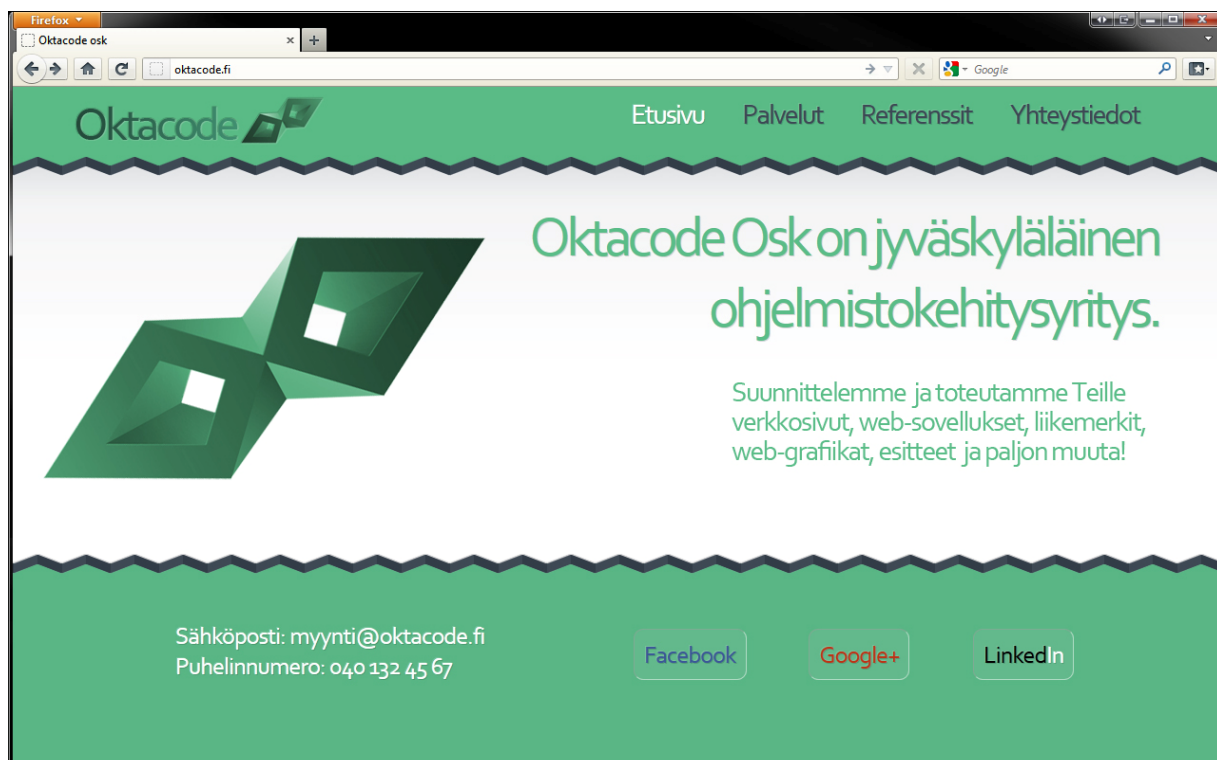 Firefox
Oktacode osk
oktacode.fi
Google
Oktacode
Etusivu Palvelut Referenssit Yhteystiedot
Oktacode Osk on jyväskyläläinen
ohjelmistokehitysyritys.
Suunnittelemme ja toteutamme Teille
verkkosivut, web-sovellukset, liikemerkit,
web-grafiikat, esitteet ja paljon muuta!
Sähköposti: myynti@oktacode.fi
Puhelinnumero: 040 132 45 67
Facebook Google+ LinkedIn